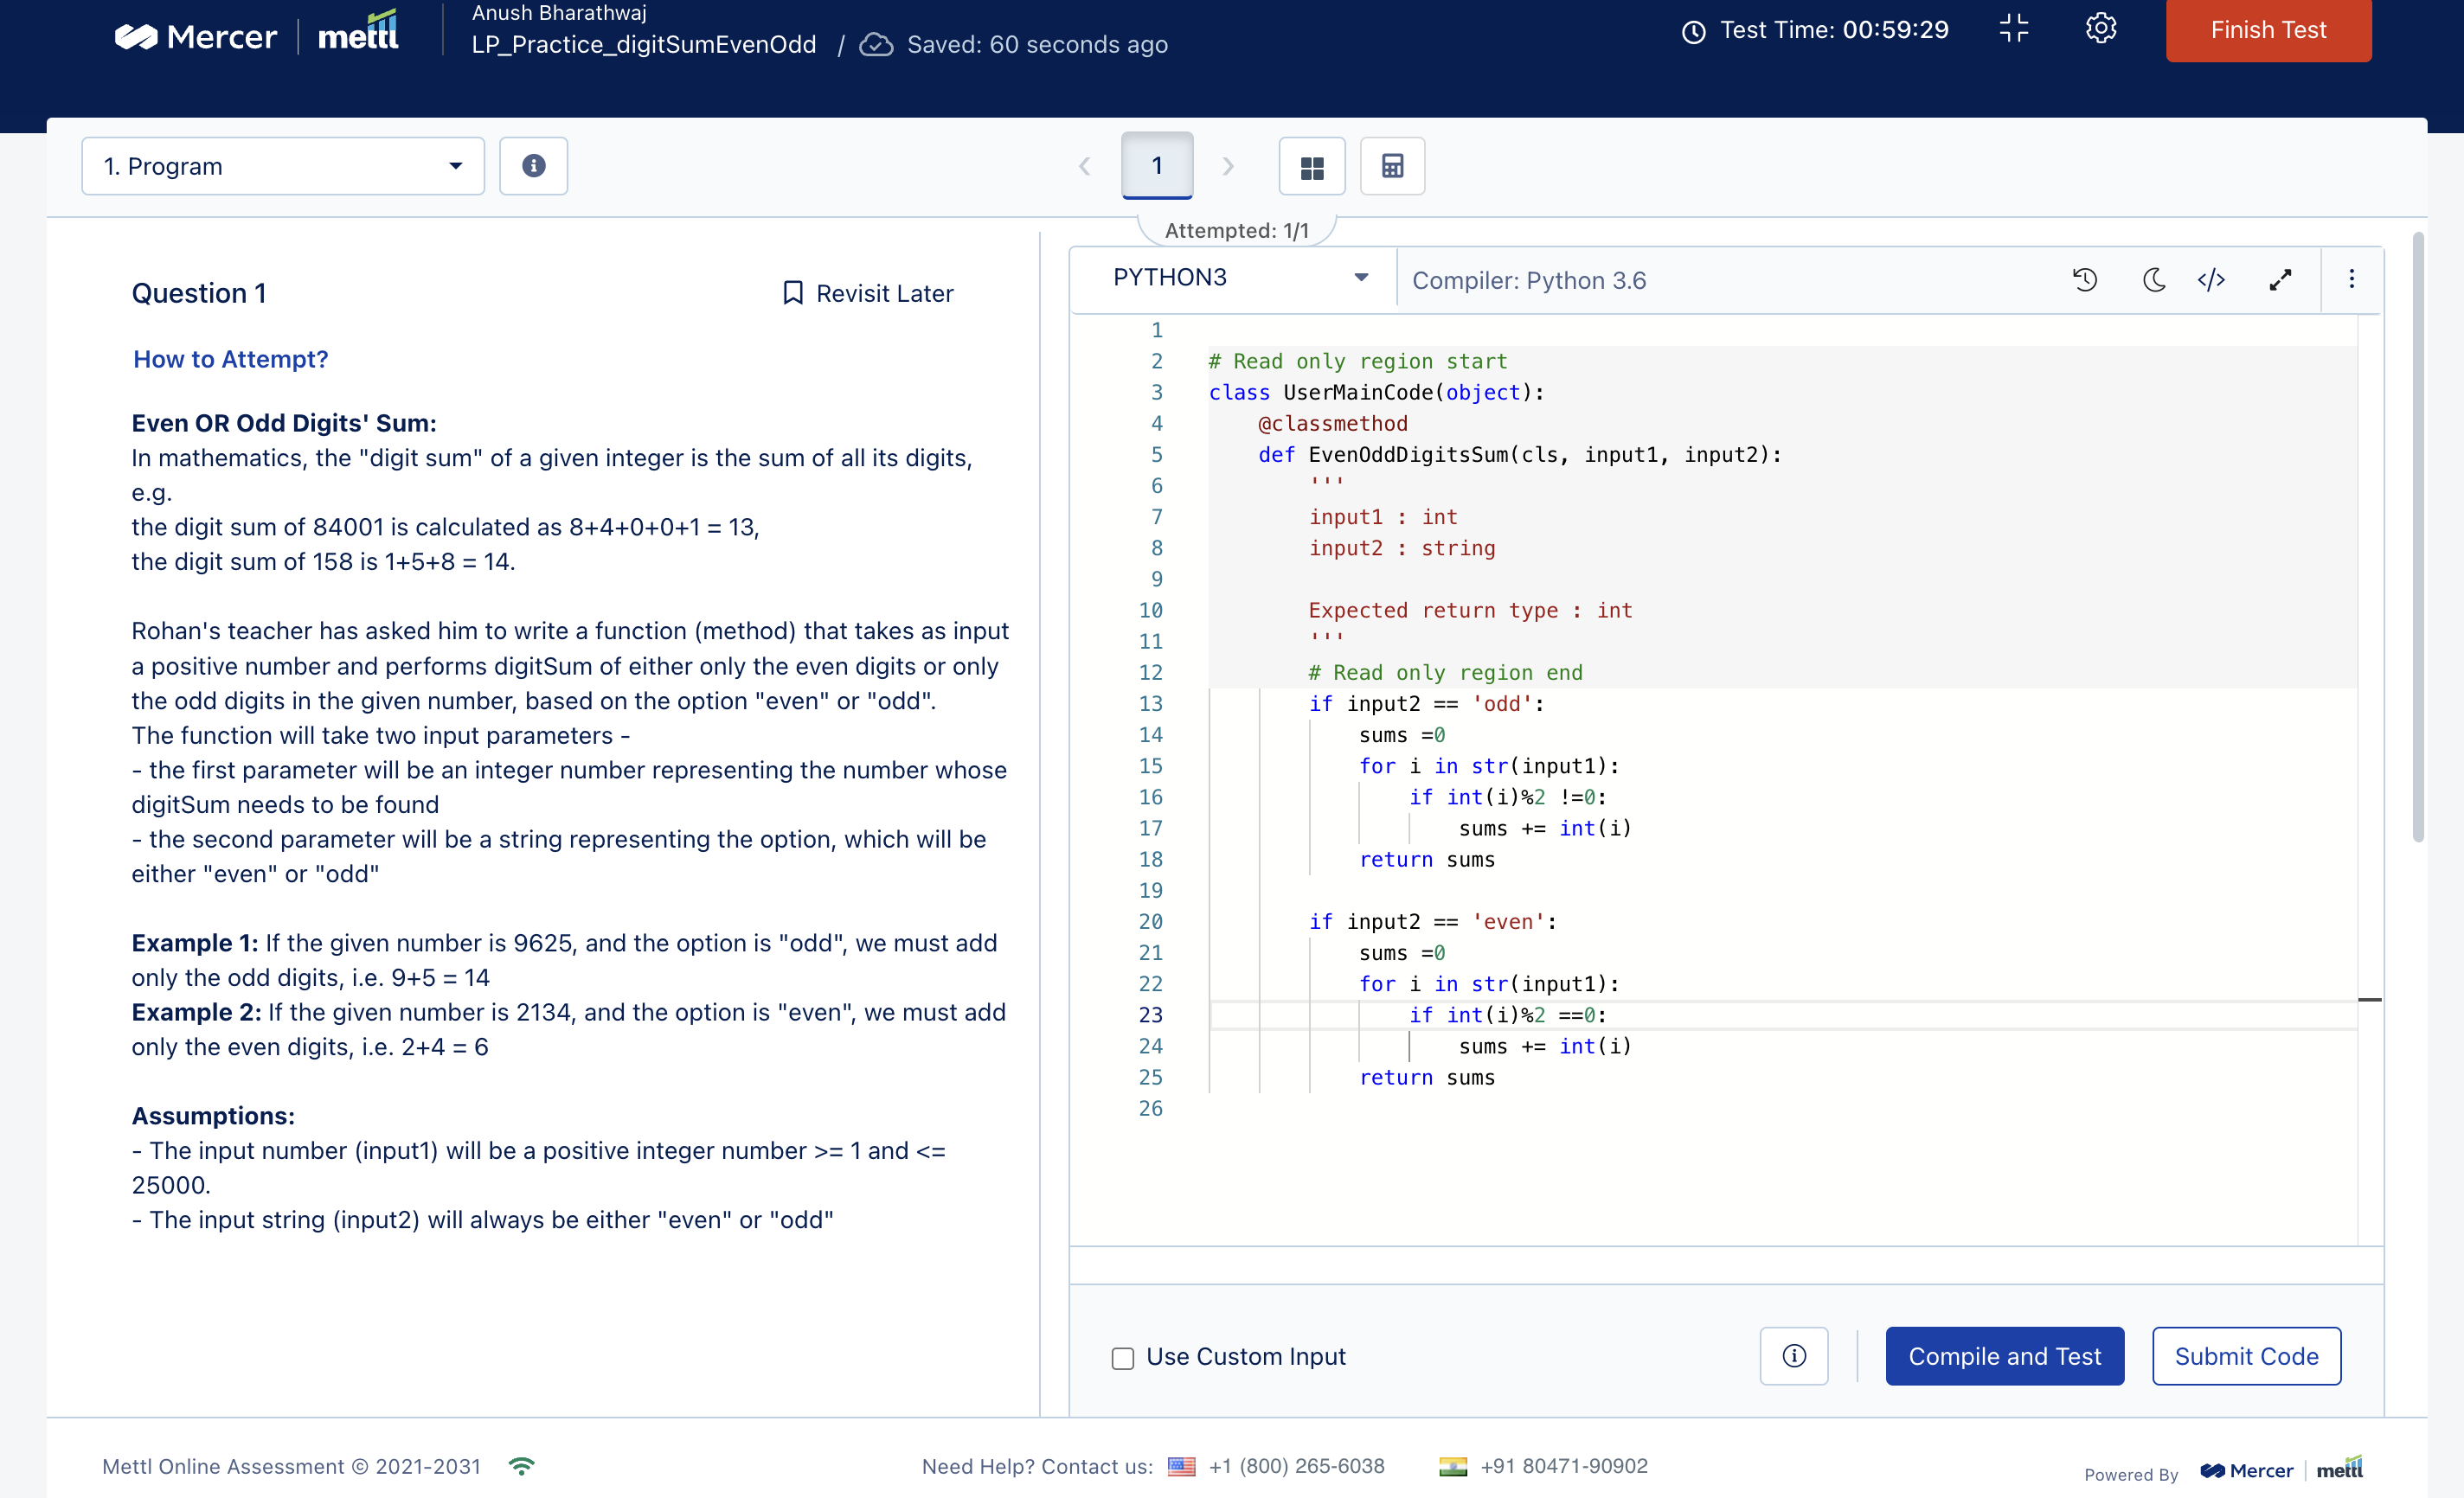 Mercer mettl
Anush Bharathwaj
LP_Practice_digitSumEvenOdd / Saved: 60 seconds ago
Test Time: 00:59:29
Finish Test
1. Program
1
Attempted: 1/1
Question 1
Revisit Later
How to Attempt?
Even OR Odd Digits' Sum:
In mathematics, the "digit sum" of a given integer is the sum of all its digits,
e.g.
the digit sum of 84001 is calculated as 8+4+0+0+1 = 13,
the digit sum of 158 is 1+5+8 = 14.
Rohan's teacher has asked him to write a function (method) that takes as input
a positive number and performs digitSum of either only the even digits or only
the odd digits in the given number, based on the option "even" or "odd".
The function will take two input parameters -
- the first parameter will be an integer number representing the number whose
digitSum needs to be found
- the second parameter will be a string representing the option, which will be
either "even" or "odd"
Example 1: If the given number is 9625, and the option is "odd", we must add
only the odd digits, i.e. 9+5 = 14
Example 2: If the given number is 2134, and the option is "even", we must add
only the even digits, i.e. 2+4 = 6
Assumptions:
- The input number (input1) will be a positive integer number >= 1 and <=
25000.
- The input string (input2) will always be either "even" or "odd"
PYTHON3
Compiler: Python 3.6
1
2 # Read only region start
3 class UserMainCode(object):
4     @classmethod
5     def EvenOddDigitsSum(cls, input1, input2):
6         '''
7         input1 : int
8         input2 : string
9
10         Expected return type : int
11         '''
12         # Read only region end
13         if input2 == 'odd':
14             sums =0
15             for i in str(input1):
16                 if int(i)%2 !=0:
17                     sums += int(i)
18             return sums
19
20         if input2 == 'even':
21             sums =0
22             for i in str(input1):
23                 if int(i)%2 ==0:
24                     sums += int(i)
25             return sums
26
Use Custom Input
Compile and Test
Submit Code
Mettl Online Assessment © 2021-2031
Need Help? Contact us: +1 (800) 265-6038 +91 80471-90902
Powered By Mercer mettl